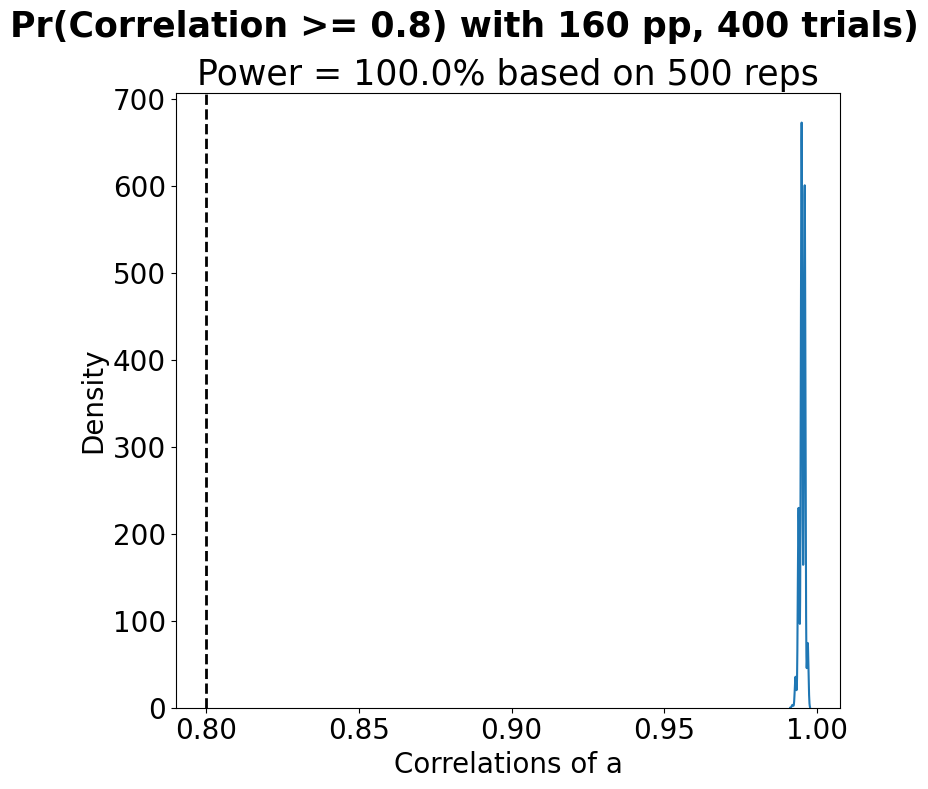 Pr(Correlation >= 0.8) with 160 pp, 400 trials)
Power = 100.0% based on 500 reps
700
600
500
400
300
200
100
0
Density
0.80 0.85 0.90 0.95 1.00
Correlations of a